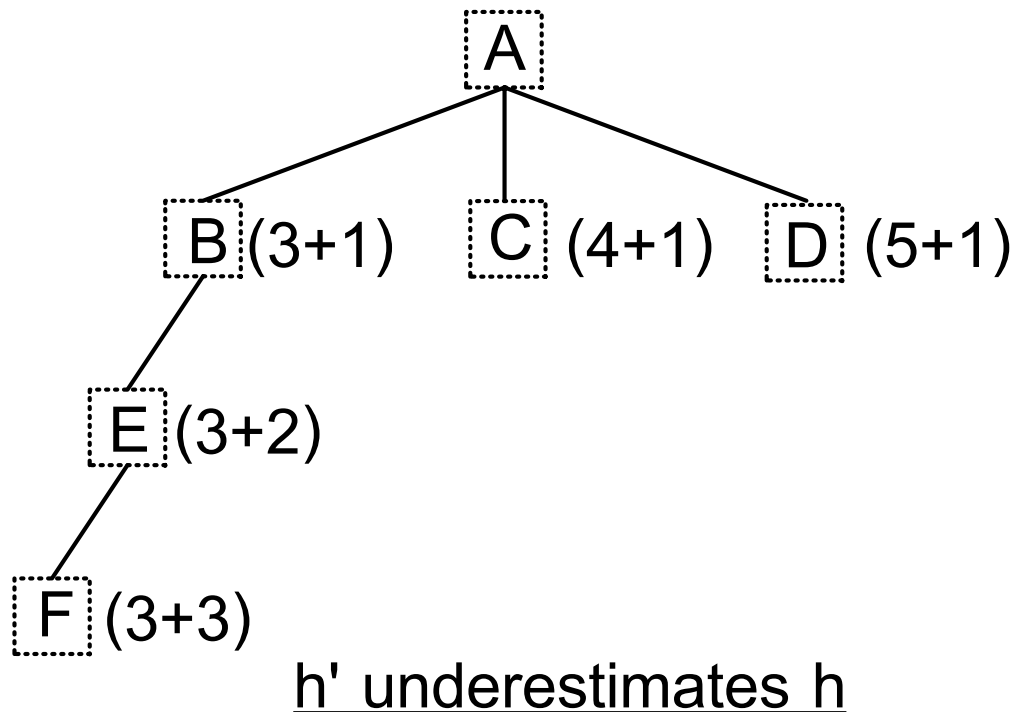 A
B (3+1) C (4+1) D (5+1)
E (3+2)
F (3+3)
h' underestimates h